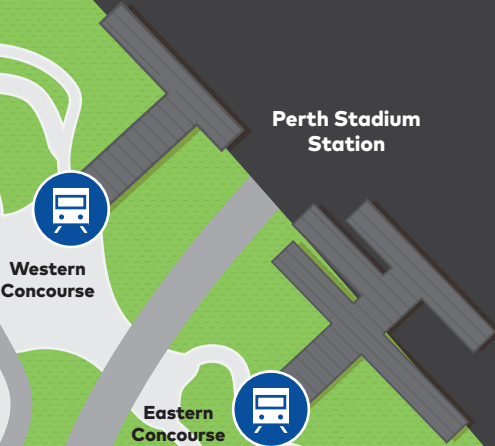 Perth Stadium
Station
Western
Concourse
Eastern
Concourse